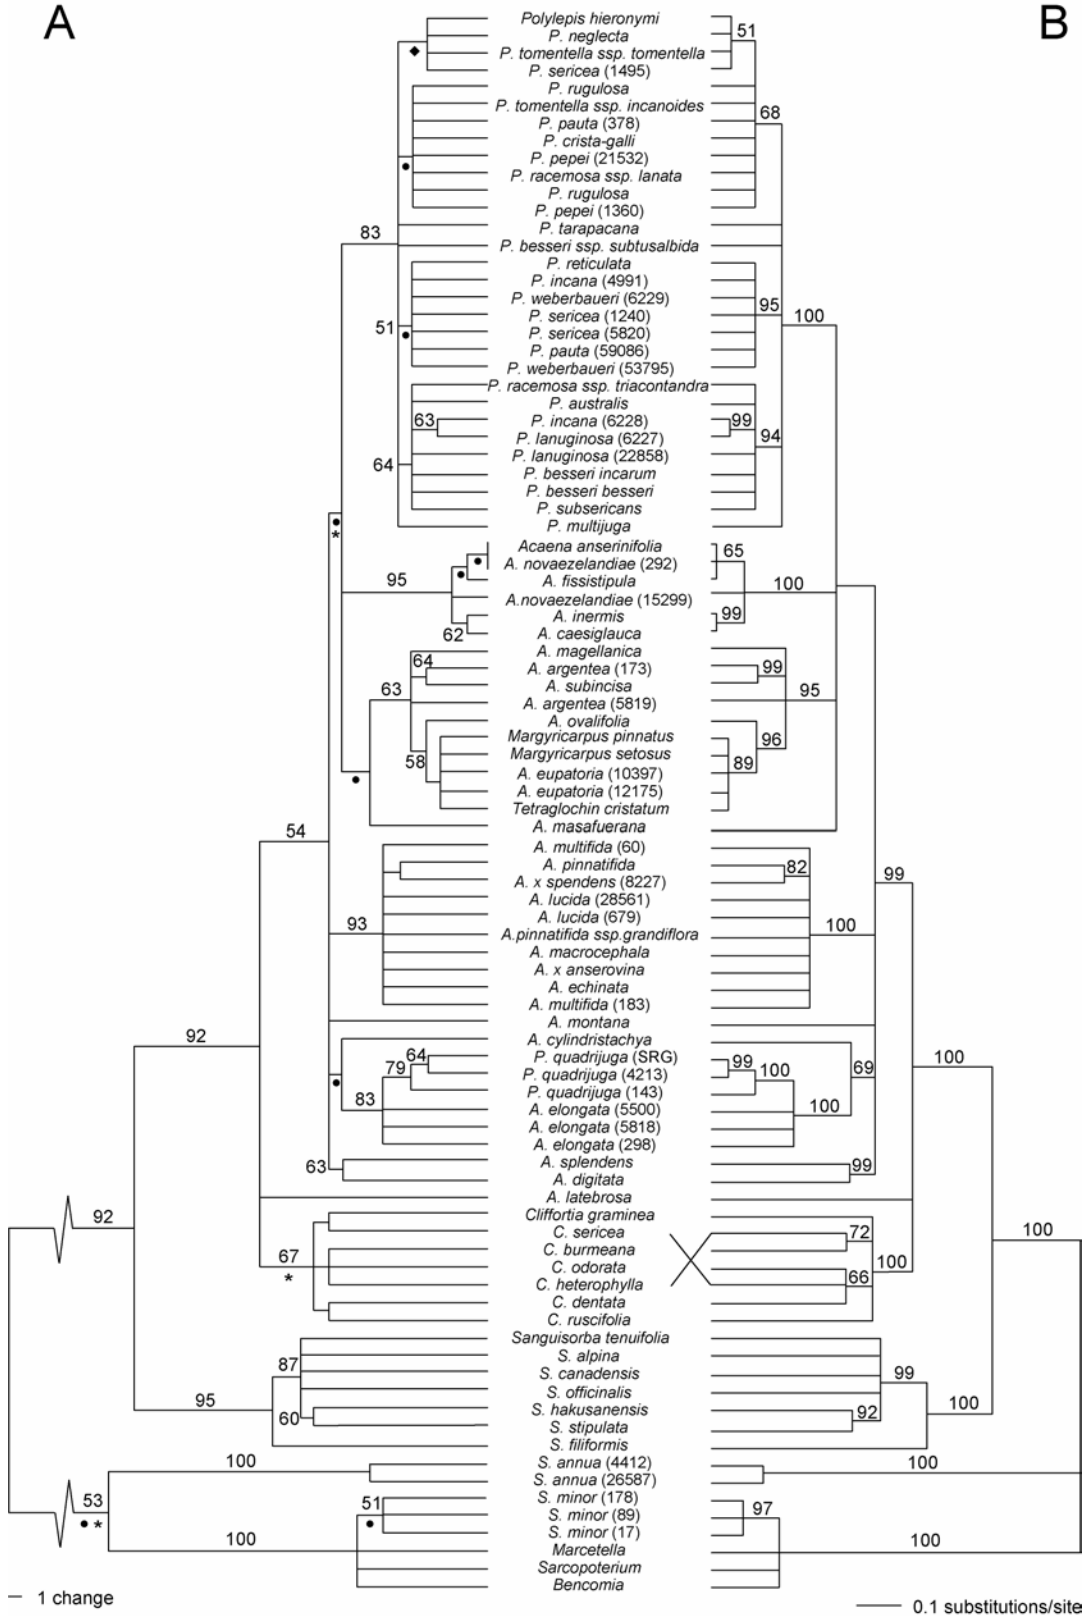 A
B
Polylepis hieronymi
P. neglecta
51
P. tomentella ssp. tomentella
◆
P. sericea (1495)
P. rugulosa
P. tomentella ssp. incanoides
68
P. pauta (378)
P. crista-galli
P. pepei (21532)
P. racemosa ssp. lanata
P. rugulosa
P. pepei (1360)
P. tarapacana
83
P. besseri ssp. subtusalbida
P. reticulata
P. incana (4991)
P. weberbaueri (6229)
95
P. sericea (1240)
100
51
P. sericea (5820)
P. pauta (59086)
P. weberbaueri (53795)
P. racemosa ssp. triacontandra
P. australis
63
P. incana (6228)
99
P. lanuginosa (6227)
94
P. lanuginosa (22858)
64
P. besseri incarum
P. besseri besseri
P. subsericans
P. multijuga
*
Acaena anserinifolia
65
A. novaezelandiae (292)
95
A. fissistipula
100
A.novaezelandiae (15299)
A. inermis
99
62
A. caesiglauca
A. magellanica
64
A. argentea (173)
99
63
A. subincisa
95
A. argentea (5819)
A. ovalifolia
Margyricarpus pinnatus
96
Margyricarpus setosus
58
89
A. eupatoria (10397)
A. eupatoria (12175)
Tetraglochin cristatum
54
A. masafuerana
A. multifida (60)
A. pinnatifida
82
99
A. x spendens (8227)
A. lucida (28561)
A. lucida (679)
93
A.pinnatifida ssp.grandiflora
100
A. macrocephala
A. x anserovina
A. echinata
A. multifida (183)
A. montana
92
A. cylindristachya
64
P. quadrijuga (SRG)
99
100
79
P. quadrijuga (4213)
100
69
P. quadrijuga (143)
83
A. elongata (5500)
100
A. elongata (5818)
A. elongata (298)
63
A. splendens
99
A. digitata
A. latebrosa
92
Cliffortia graminea
C. sericea
72
100
67
C. burmeana
*
C. odorata
100
C. heterophylla
66
C. dentata
C. ruscifolia
Sanguisorba tenuifolia
87
S. alpina
S. canadensis
99
95
S. officinalis
100
60
S. hakusanensis
92
S. stipulata
S. filiformis
100
S. annua (4412)
100
S. annua (26587)
53
51
S. minor (178)
97
* 
S. minor (89)
S. minor (17)
100
Marcetella
100
Sarcopoterium
Bencomia
1 change
0.1 substitutions/site